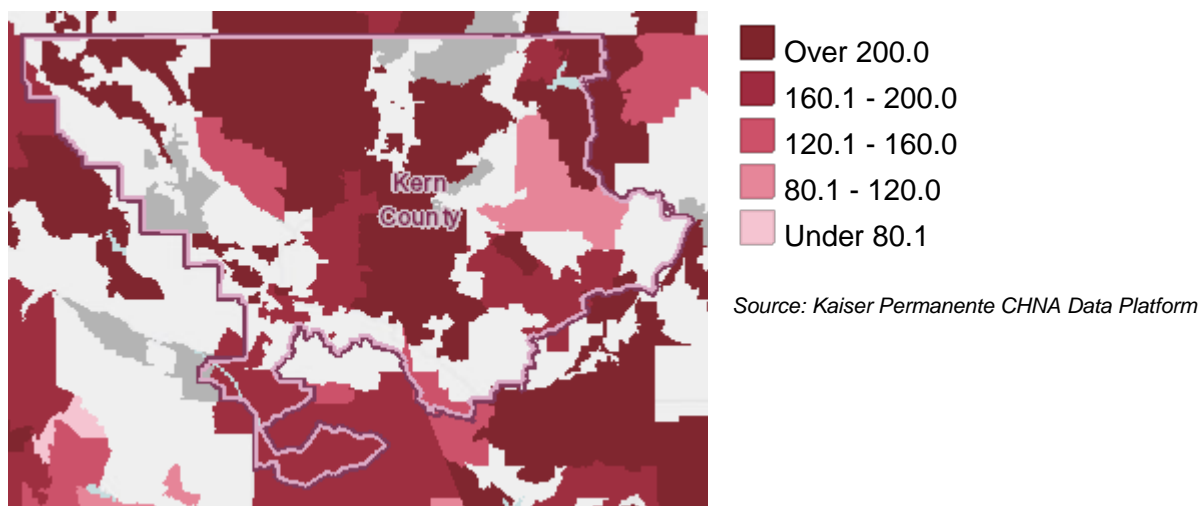 Kern
County
Over 200.0
160.1 - 200.0
120.1 - 160.0
80.1 - 120.0
Under 80.1
Source: Kaiser Permanente CHNA Data Platform